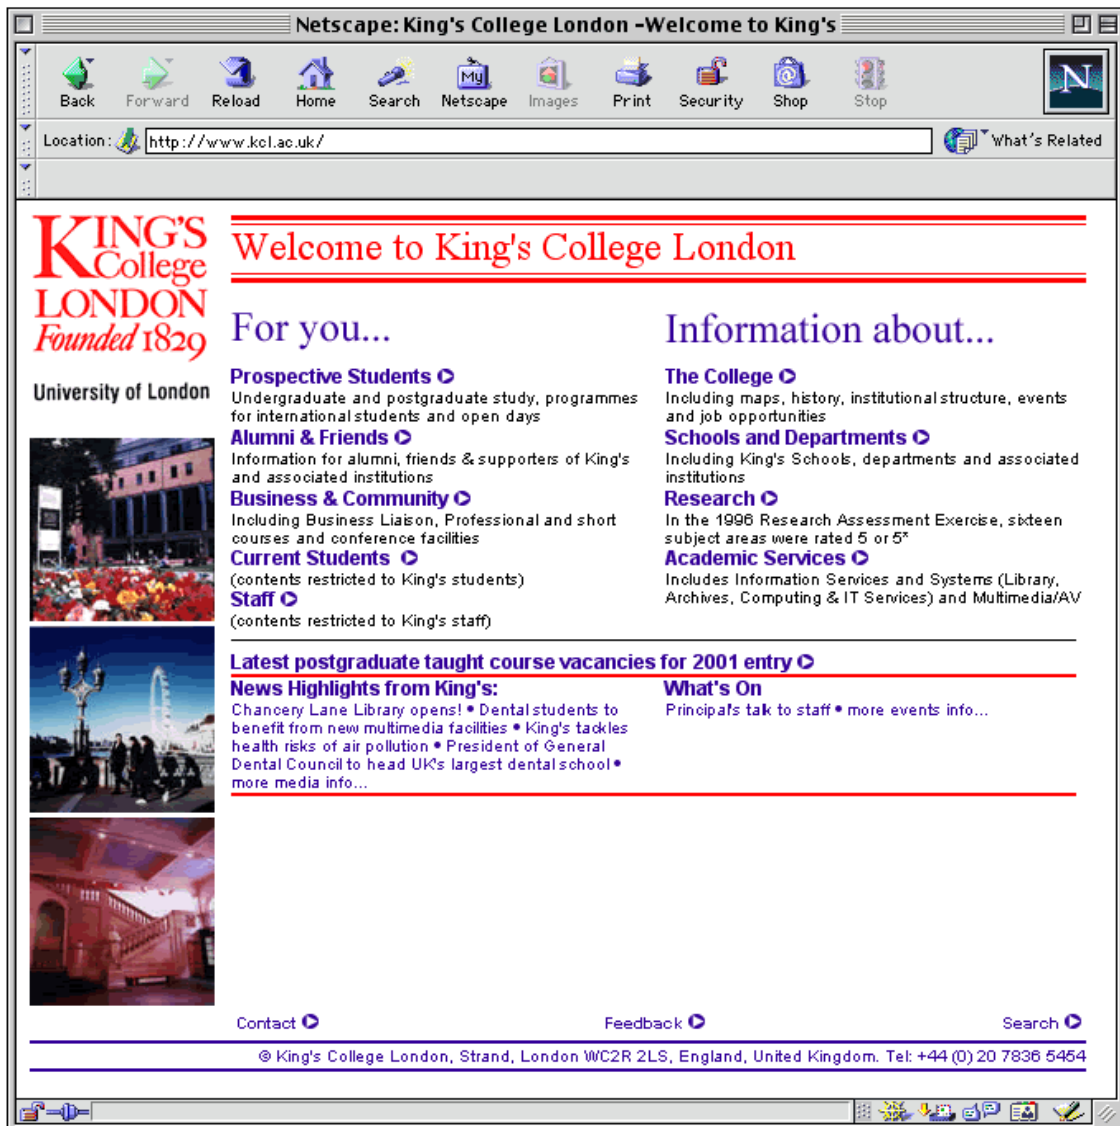 Netscape: King's College London -Welcome to King's
Back
Forward
Reload
Home
Search
Netscape
Images
Print
Security
Shop
Stop
My
N
Location:
http://www.kcl.ac.uk/
What's Related
KING'S
College
LONDON
Founded 1829
University of London
Welcome to King's College London
For you...
Prospective Students
Undergraduate and postgraduate study, programmes
for international students and open days
Alumni & Friends
Information for alumni, friends & supporters of King's
and associated institutions
Business & Community
Including Business Liaison, Professional and short
courses and conference facilities
Current Students
(contents restricted to King's students)
Staff
(contents restricted to King's staff)
Information about...
The College
Including maps, history, institutional structure, events
and job opportunities
Schools and Departments
Including King's Schools, departments and associated
institutions
Research
In the 1996 Research Assessment Exercise, sixteen
subject areas were rated 5 or 5*
Academic Services
Includes Information Services and Systems (Library,
Archives, Computing & IT Services) and Multimedia/AV
Latest postgraduate taught course vacancies for 2001 entry
News Highlights from King's:
Chancery Lane Library opens! • Dental students to
benefit from new multimedia facilities • King's tackles
health risks of air pollution • President of General
Dental Council to head UK's largest dental school •
more media info...
What's On
Principal's talk to staff • more events info...
Contact
Feedback
Search
© King's College London, Strand, London WC2R 2LS, England, United Kingdom. Tel: +44 (0) 20 7836 5454